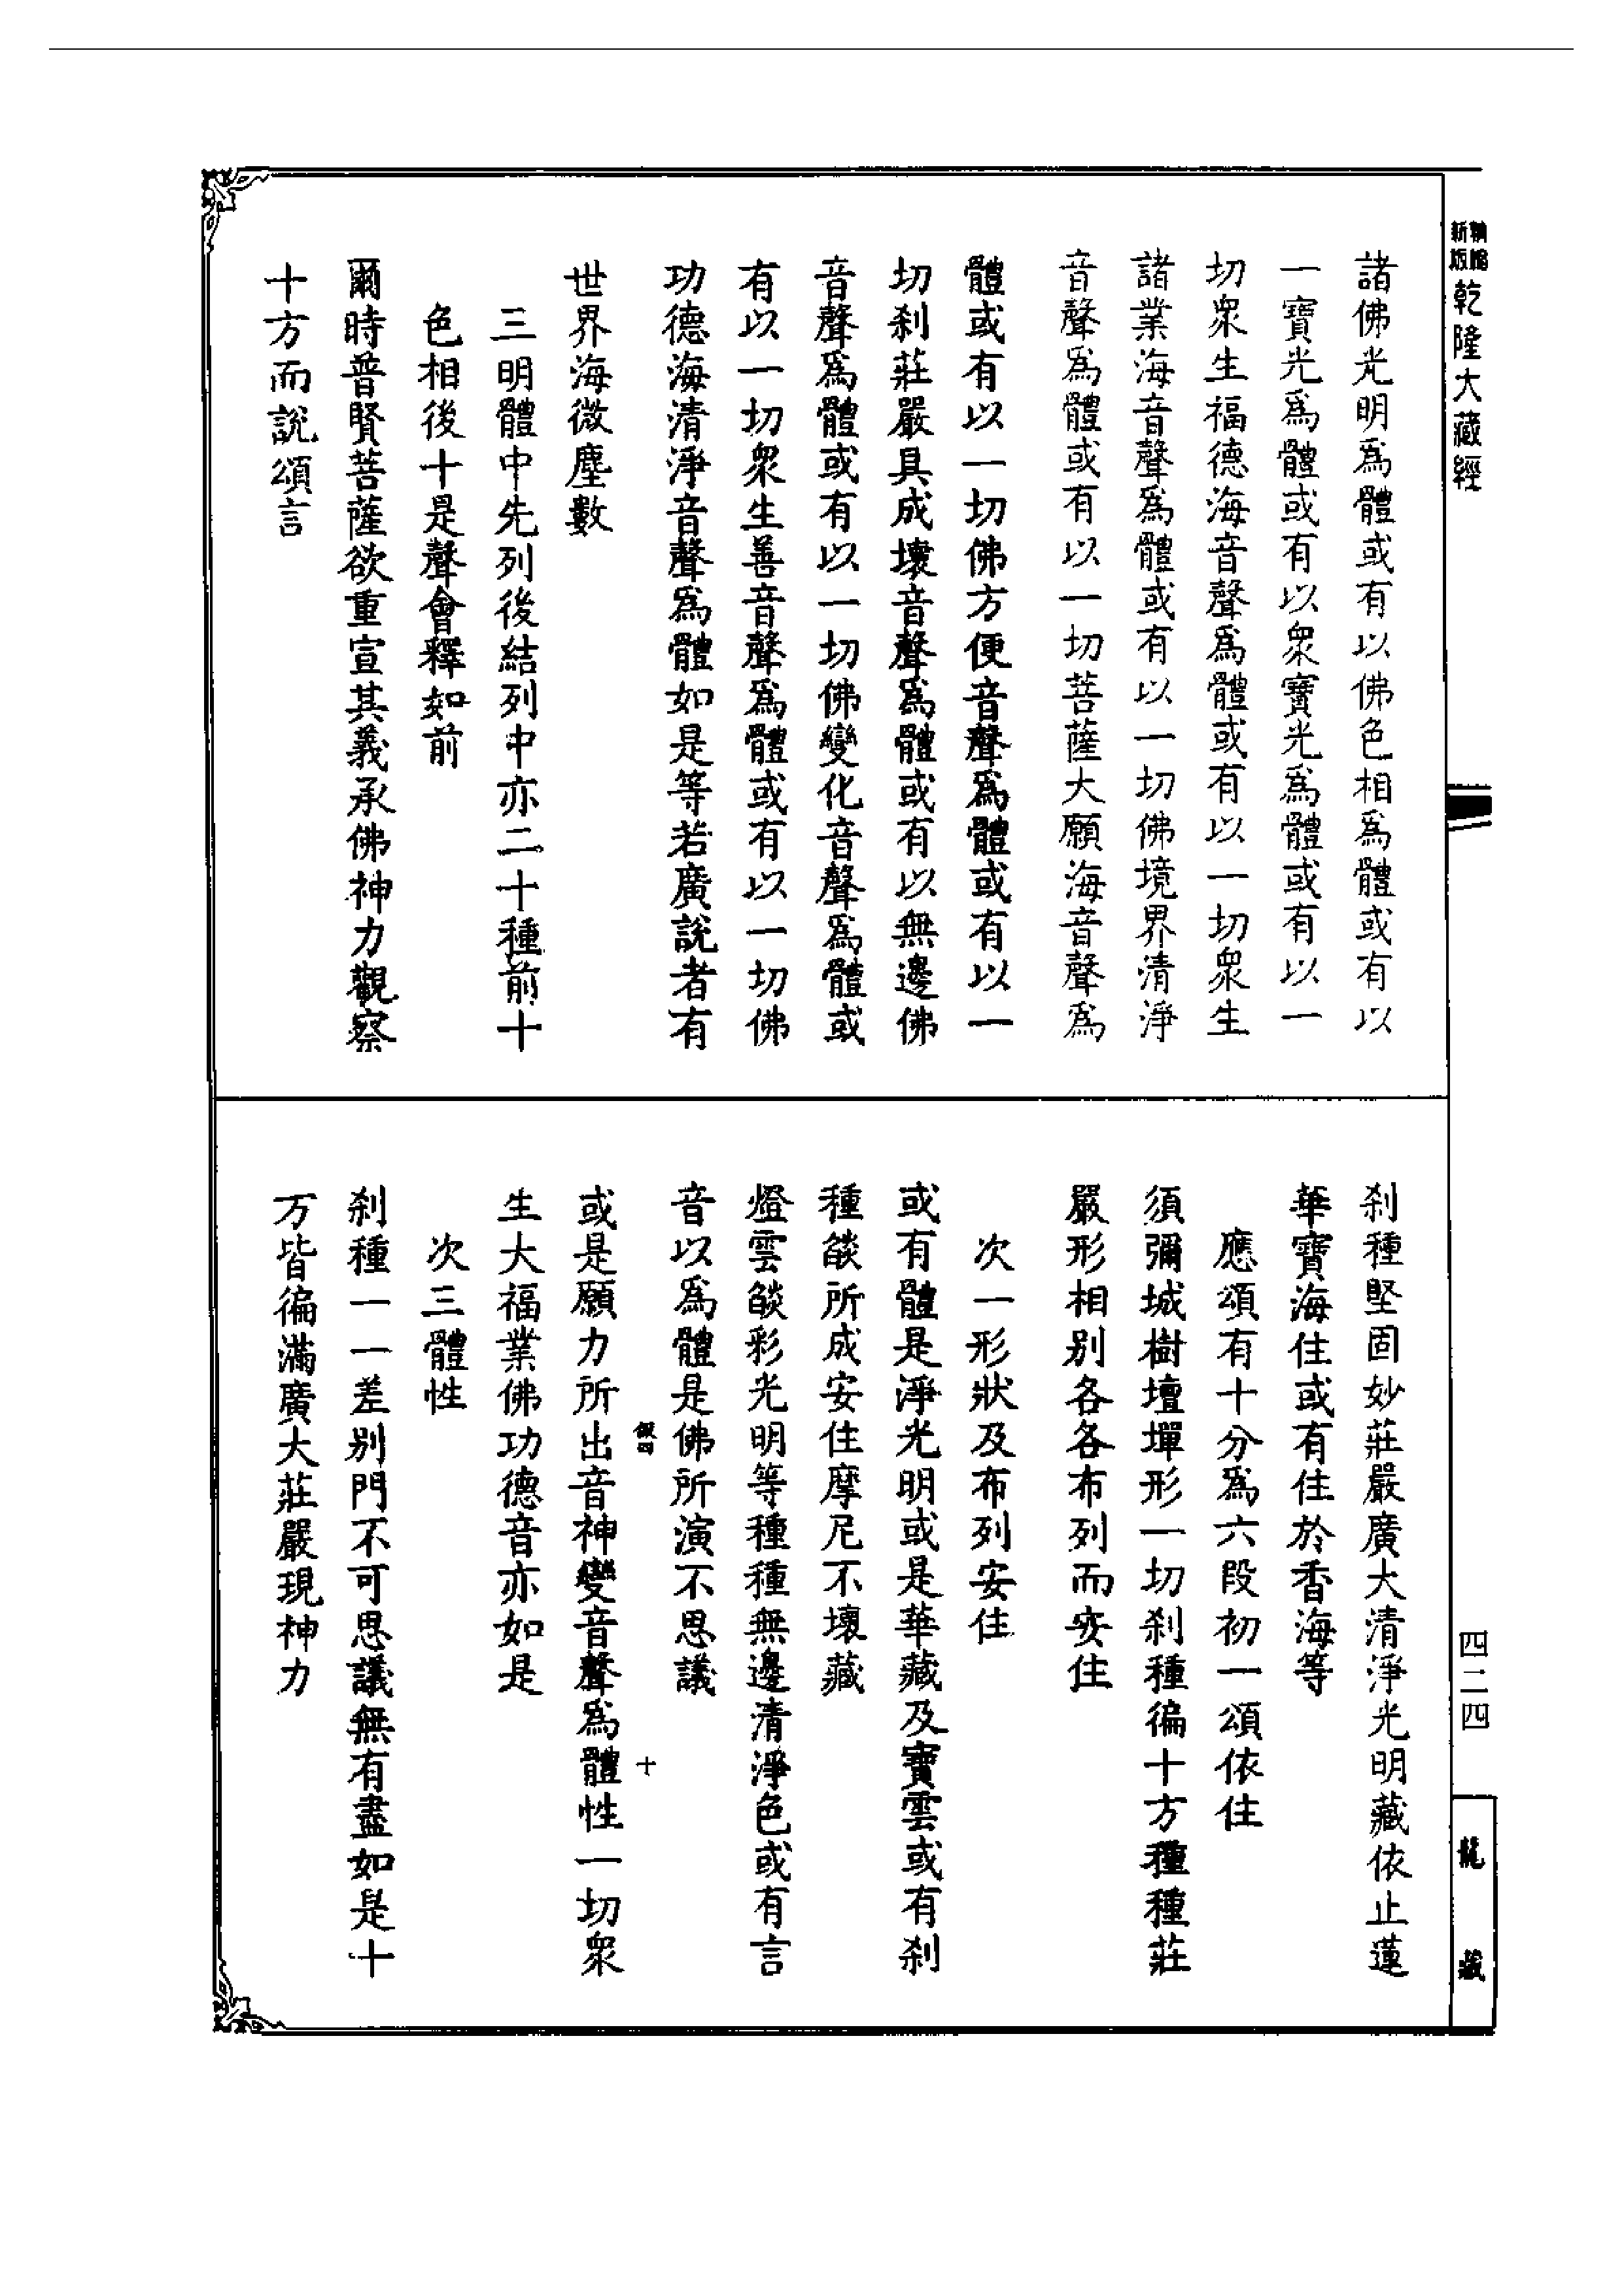 新編
縮版
乾隆大藏經
諸佛光明爲體或有以佛色相爲體或有以
一寶光爲體或有以衆寶光爲體或有以一
切衆生福德海音聲爲體或有以一切衆生
諸業海音聲爲體或有以一切佛境界清淨
音聲爲體或有以一切菩薩大願海音聲爲
體或有以一切佛方便音聲爲體或有以一
切刹莊嚴具成壞音聲爲體或有以無邊佛
音聲爲體或有以一切佛變化音聲爲體或
有以一切衆生善音聲爲體或有以一切佛
功德海清淨音聲爲體如是等若廣說者有
世界海微塵數
三明體中先列後結列中亦二十種前十
色相後十是聲會釋如前
爾時普賢菩薩欲重宣其義承佛神力觀察
十方而說頌言
刹種堅固妙莊嚴廣大清淨光明藏依止蓮
華寶海住或有住於香海等
應頌有十分爲六段初一頌依住
須彌城樹壇墠形一切刹種徧十方種種莊
嚴形相別各各布列而安住
次一形狀及布列安住
或有體是淨光明或是華藏及寶雲或有刹
種燄所成安住摩尼不壞藏
燈雲燄彩光明等種種無邊清淨色或有言
音以爲體是佛所演不思議
十
或是願力所出音神變音聲爲體性一切衆
生大福業佛功德音亦如是
次三體性
刹種一一差別門不可思議無有盡如是十
方皆徧滿廣大莊嚴現神力
四二四
龍藏